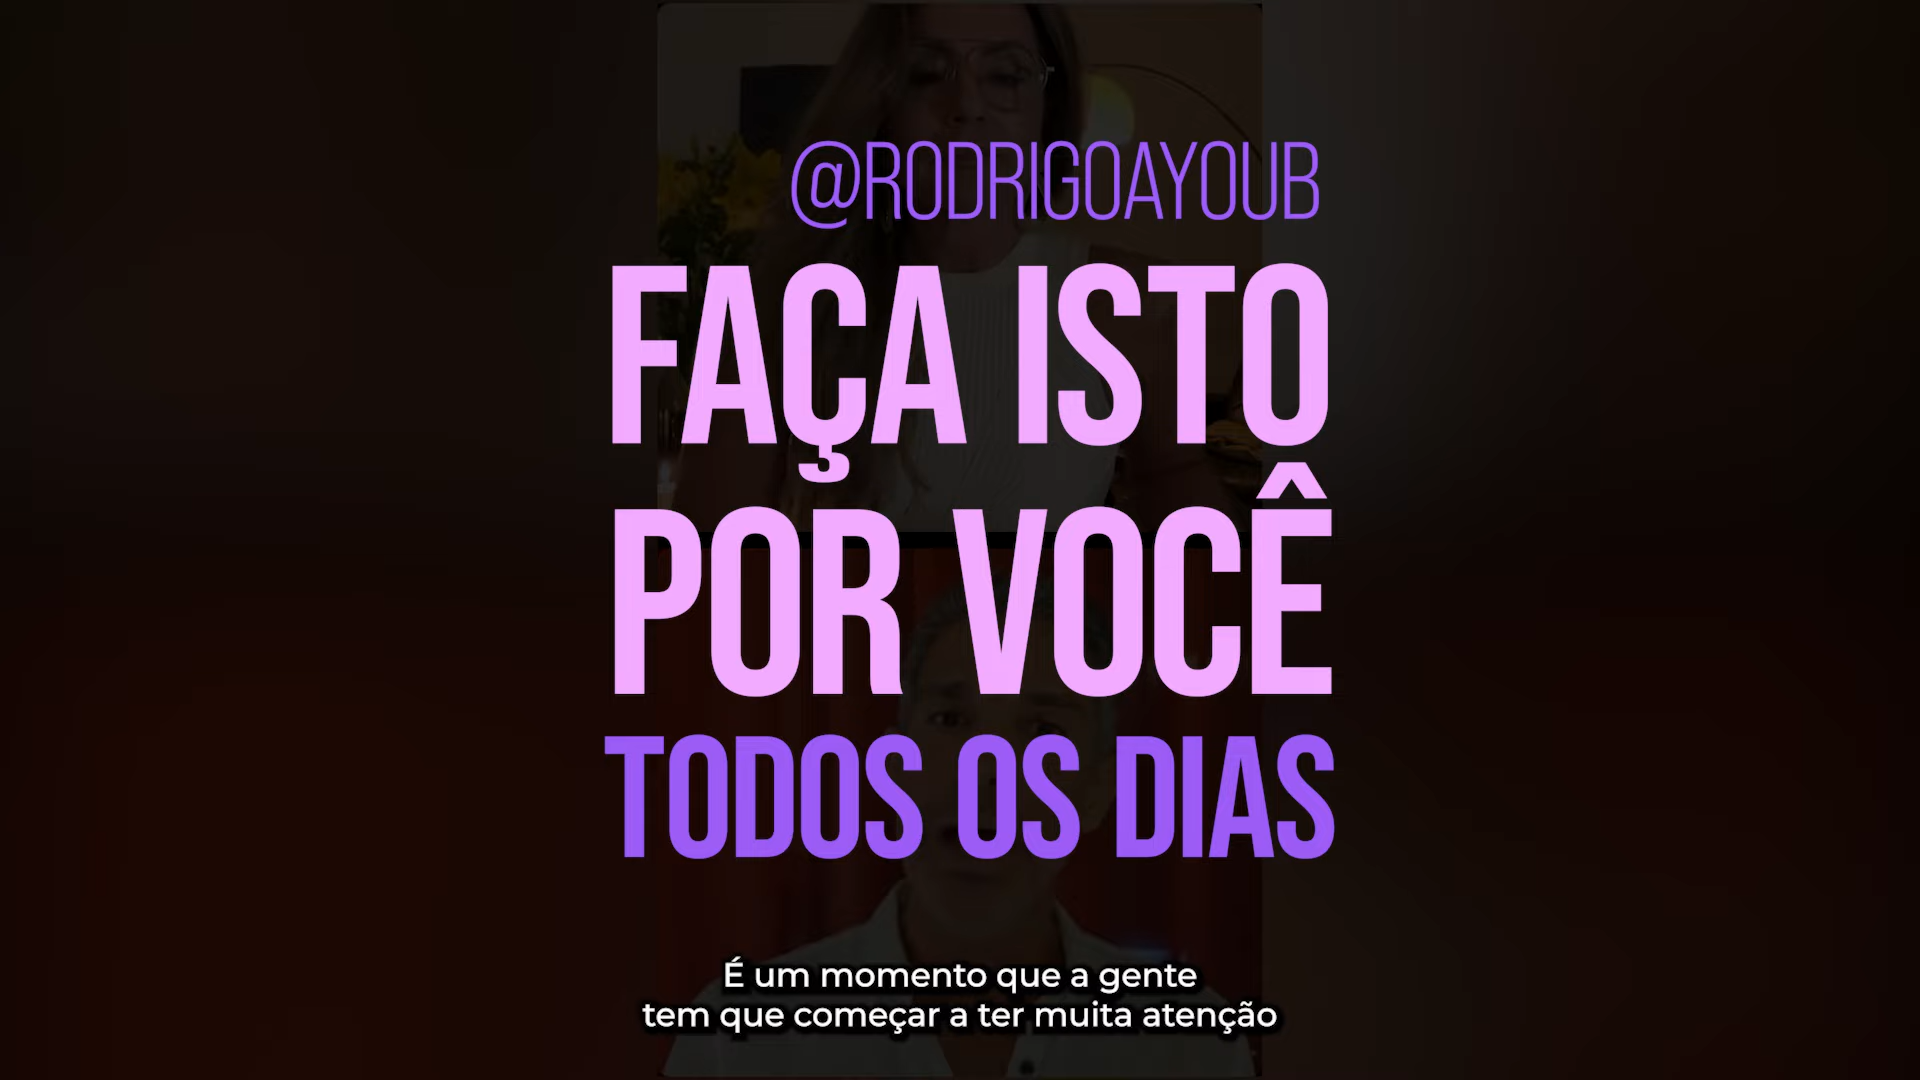 @RODRIGOAYOUB
FAÇA ISTO
POR VOCÊ
TODOS OS DIAS
É um momento que a gente
tem que começar a ter muita atenção